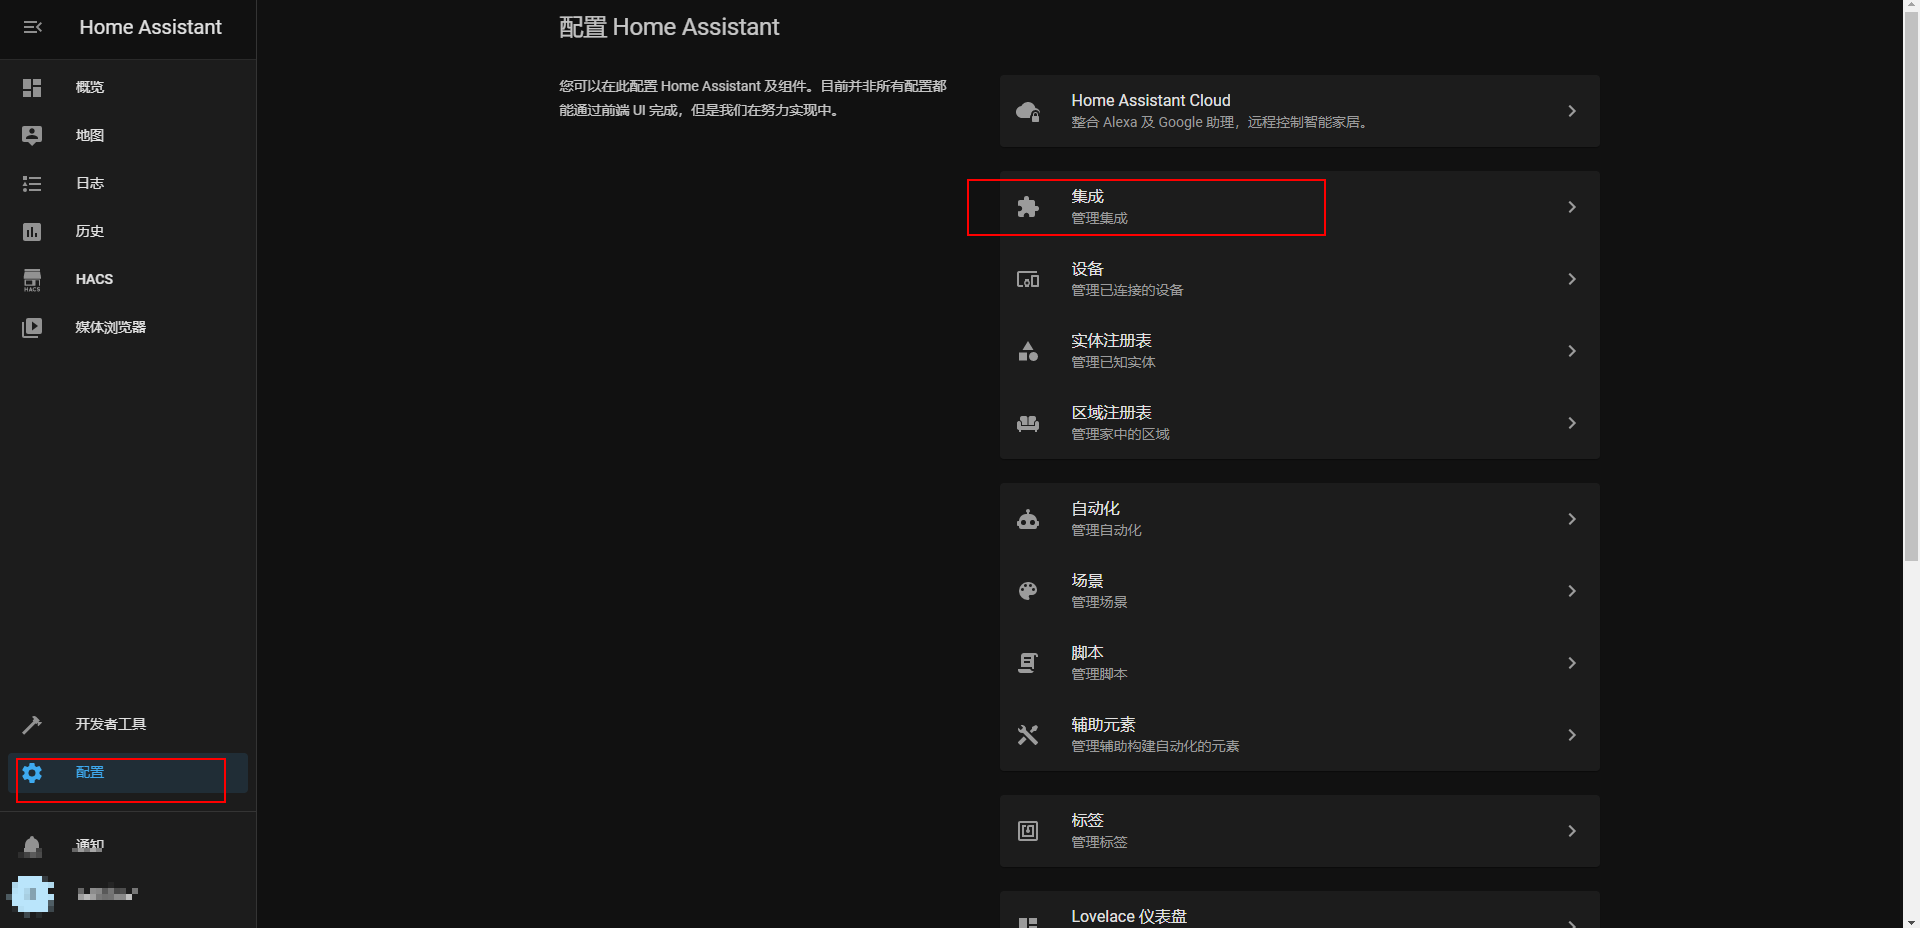 Home Assistant
概览
地图
日志
历史
HACS
HACS
媒体浏览器
开发者工具
配置
通知
配置 Home Assistant
您可以在此配置 Home Assistant 及组件。目前并非所有配置都
能通过前端 UI 完成，但是我们在努力实现中。
Home Assistant Cloud
整合 Alexa 及 Google 助理，远程控制智能家居。
集成
管理集成
设备
管理已连接的设备
实体注册表
管理已知实体
区域注册表
管理家中的区域
自动化
管理自动化
场景
管理场景
脚本
管理脚本
辅助元素
管理辅助构建自动化的元素
标签
管理标签
Lovelace 仪表盘